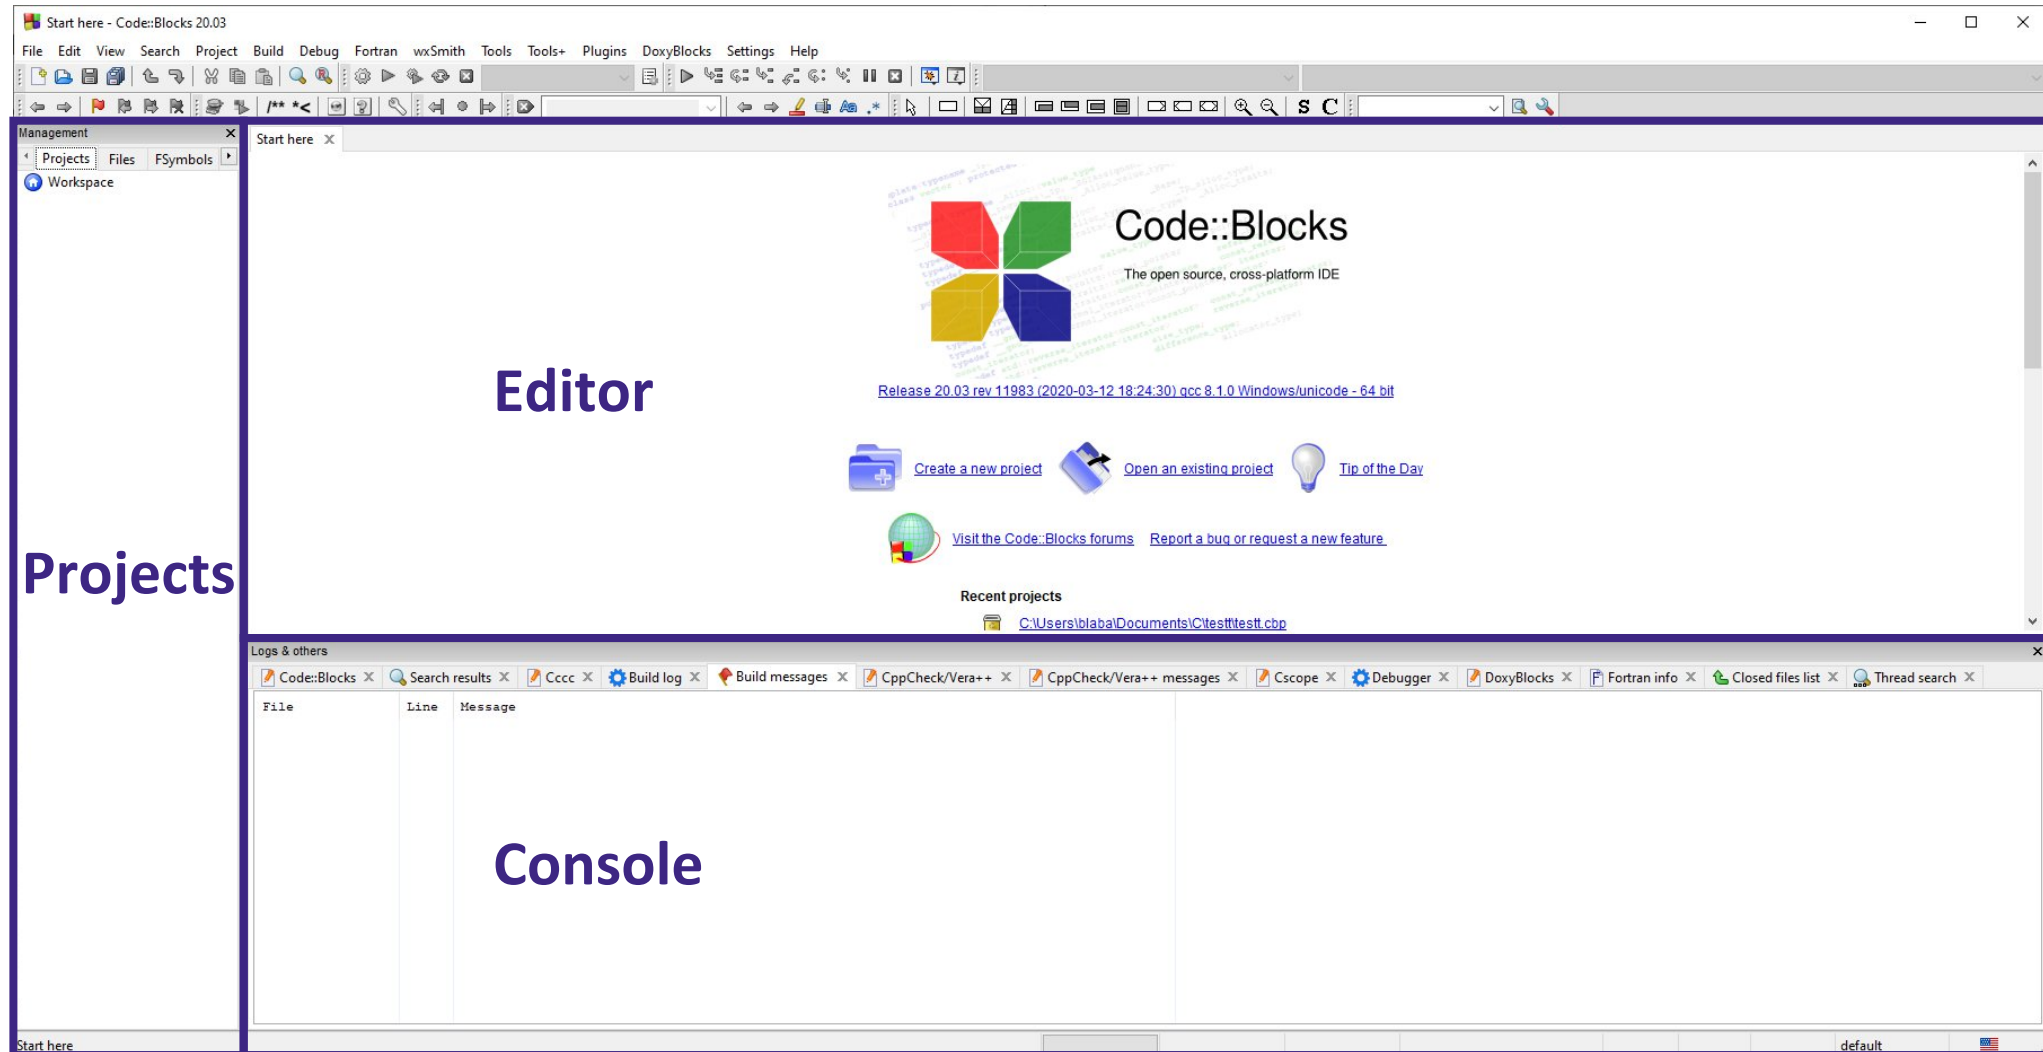 Start here - Code::Blocks 20.03
File Edit View Search Project Build Debug Fortran wxSmith Tools Tools+ Plugins DoxyBlocks Settings Help
/** *< S C
Management
Projects Files FSymbols
Workspace
Projects
Start here
Code::Blocks
The open source, cross-platform IDE
Editor
Release 20.03 rev 11983 (2020-03-12 18:24:30) gcc 8.1.0 Windows/unicode - 64 bit
Create a new project Open an existing project Tip of the Day
Visit the Code::Blocks forums Report a bug or request a new feature
Recent projects
C:\Users\blaba\Documents\C\testt\testt.cbp
Logs & others
Code::Blocks Search results Cccc Build log Build messages CppCheck/Vera++ CppCheck/Vera++ messages Cscope Debugger DoxyBlocks Fortran info Closed files list Thread search
File Line Message
Console
Start here default